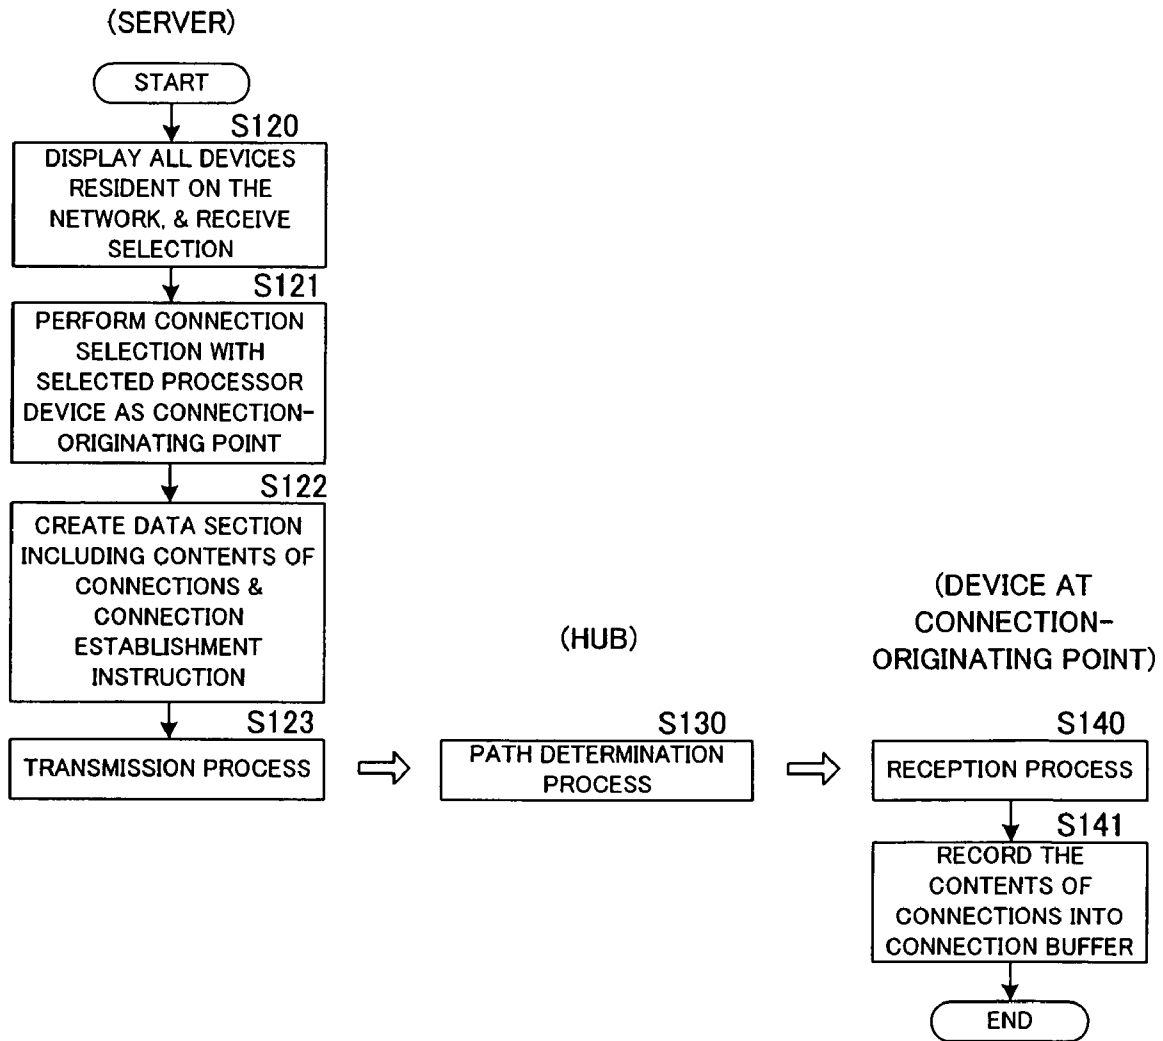 (SERVER)
START
S120
DISPLAY ALL DEVICES
RESIDENT ON THE
NETWORK, & RECEIVE
SELECTION
S121
PERFORM CONNECTION
SELECTION WITH
SELECTED PROCESSOR
DEVICE AS CONNECTION-
ORIGINATING POINT
S122
CREATE DATA SECTION
INCLUDING CONTENTS OF
CONNECTIONS &
CONNECTION
ESTABLISHMENT
INSTRUCTION
S123
TRANSMISSION PROCESS
(HUB)
S130
PATH DETERMINATION
PROCESS
(DEVICE AT
CONNECTION-
ORIGINATING POINT)
S140
RECEPTION PROCESS
S141
RECORD THE
CONTENTS OF
CONNECTIONS INTO
CONNECTION BUFFER
END